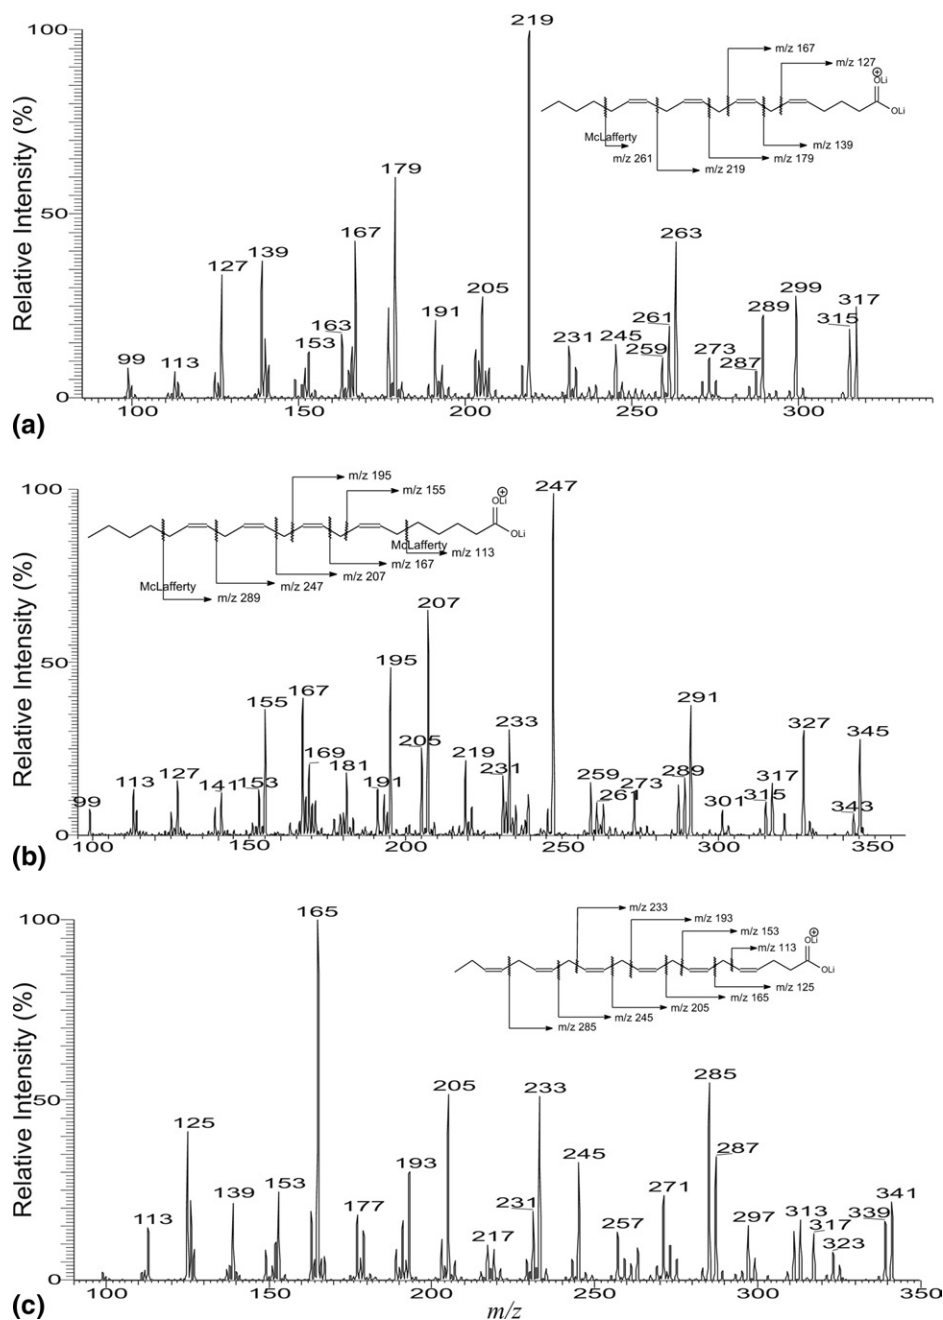 100
219
m/z 167
m/z 127
⊕
OLi
OLi
McLafferty
m/z 261
m/z 219
m/z 179
m/z 139
Relative Intensity (%)
50
0
99
113
127
139
153
163
167
179
191
205
231
245
259
261
263
273
287
289
299
315
317
100
150
200
250
300
(a)
100
247
m/z 195
m/z 155
⊕
OLi
OLi
McLafferty
m/z 113
m/z 167
m/z 207
m/z 247
McLafferty
m/z 289
Relative Intensity (%)
50
0
99
113
127
141
153
155
167
169
181
191
195
205
207
219
231
233
259
261
273
289
291
301
315
317
327
343
345
100
150
200
250
300
350
(b)
100
165
m/z 233
m/z 193
m/z 153
m/z 113
⊕
OLi
OLi
m/z 125
m/z 165
m/z 205
m/z 245
m/z 285
Relative Intensity (%)
50
0
113
125
139
153
177
193
205
217
231
233
245
257
271
285
287
297
313
317
323
339
341
100
150
200
250
300
350
m/z
(c)